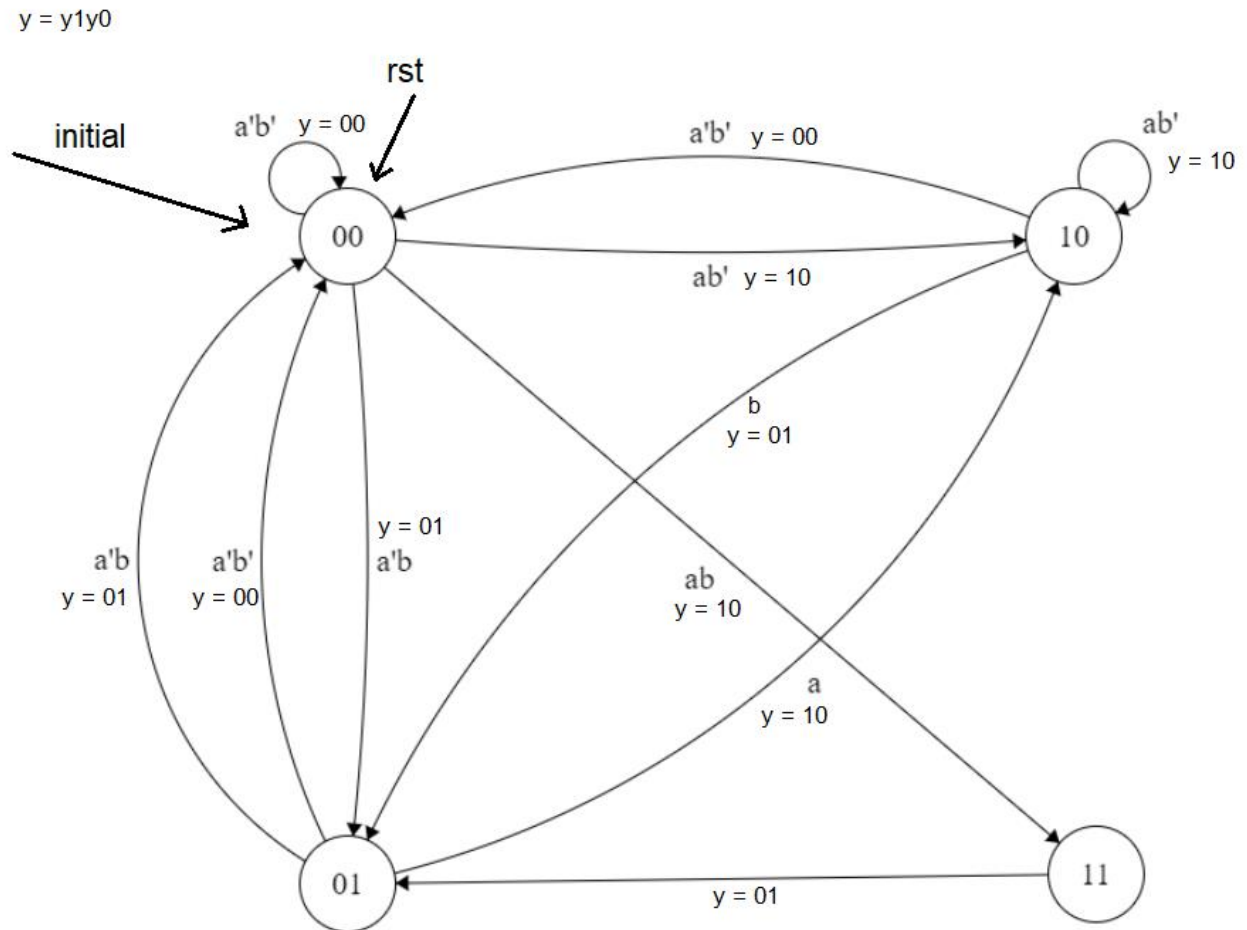 y = y1y0
rst
initial
a'b' y = 00
a'b' y = 00
ab'
y = 10
00
10
ab' y = 10
b
y = 01
y = 01
a'b
a'b
y = 01
a'b'
y = 00
ab
y = 10
a
y = 10
01
11
y = 01